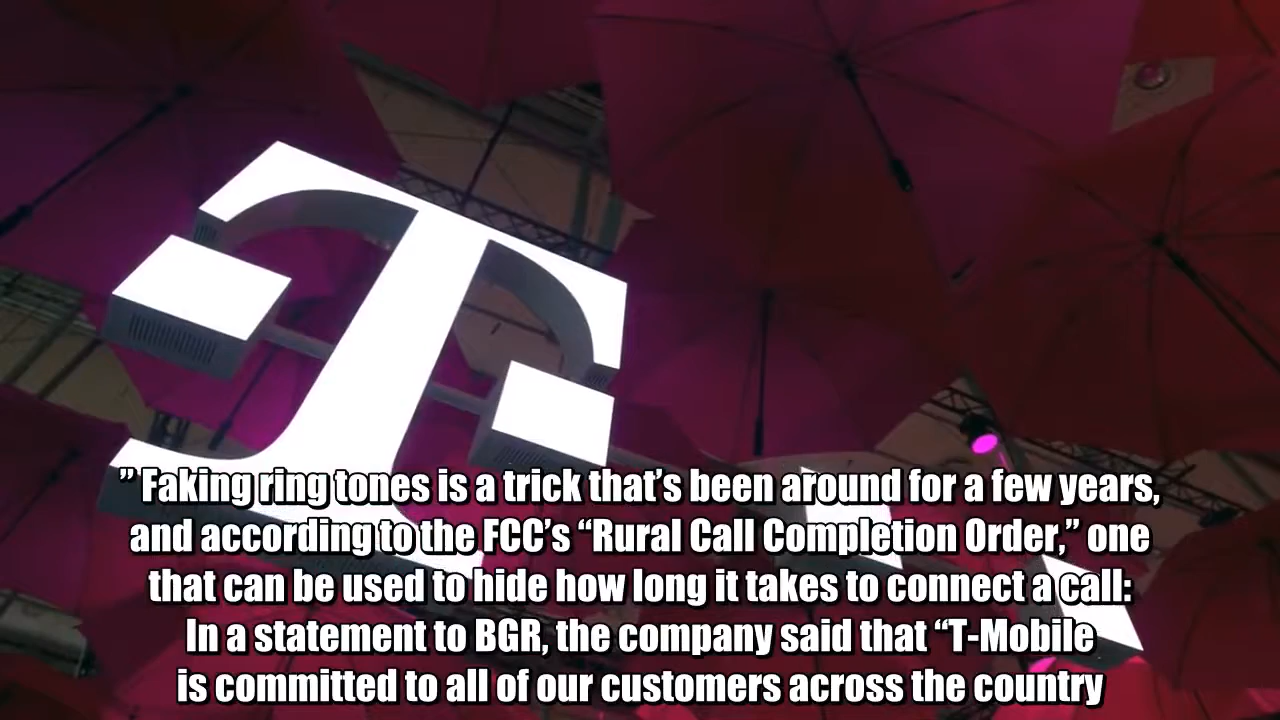 T
” Faking ring tones is a trick that’s been around for a few years,
and according to the FCC’s “Rural Call Completion Order,” one
that can be used to hide how long it takes to connect a call:
In a statement to BGR, the company said that “T-Mobile
is committed to all of our customers across the country